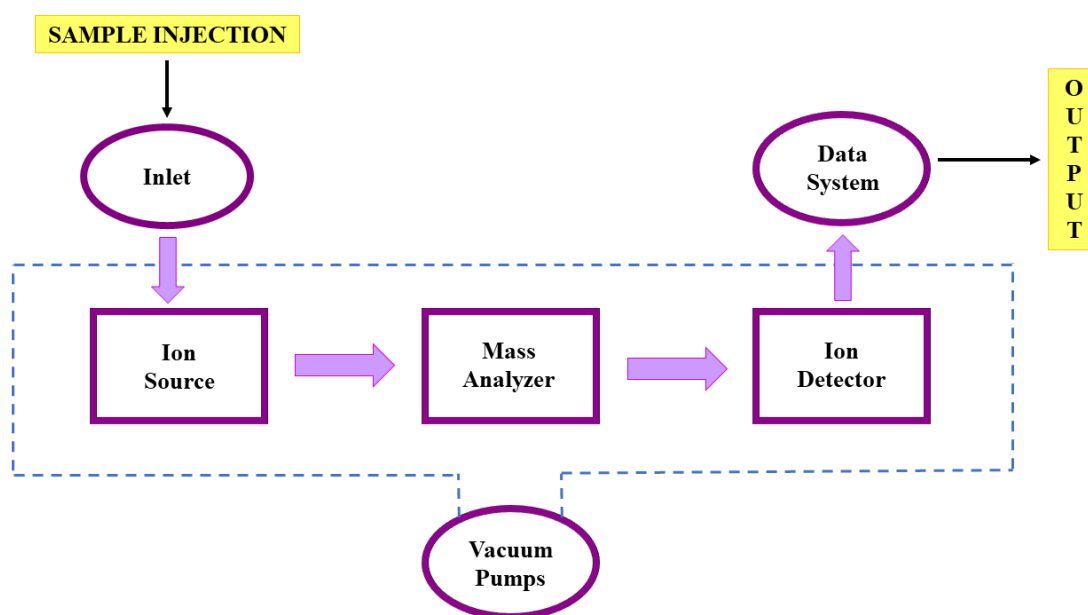 SAMPLE INJECTION
Inlet
Data
System
O
U
T
P
U
T
Ion
Source
Mass
Analyzer
Ion
Detector
Vacuum
Pumps